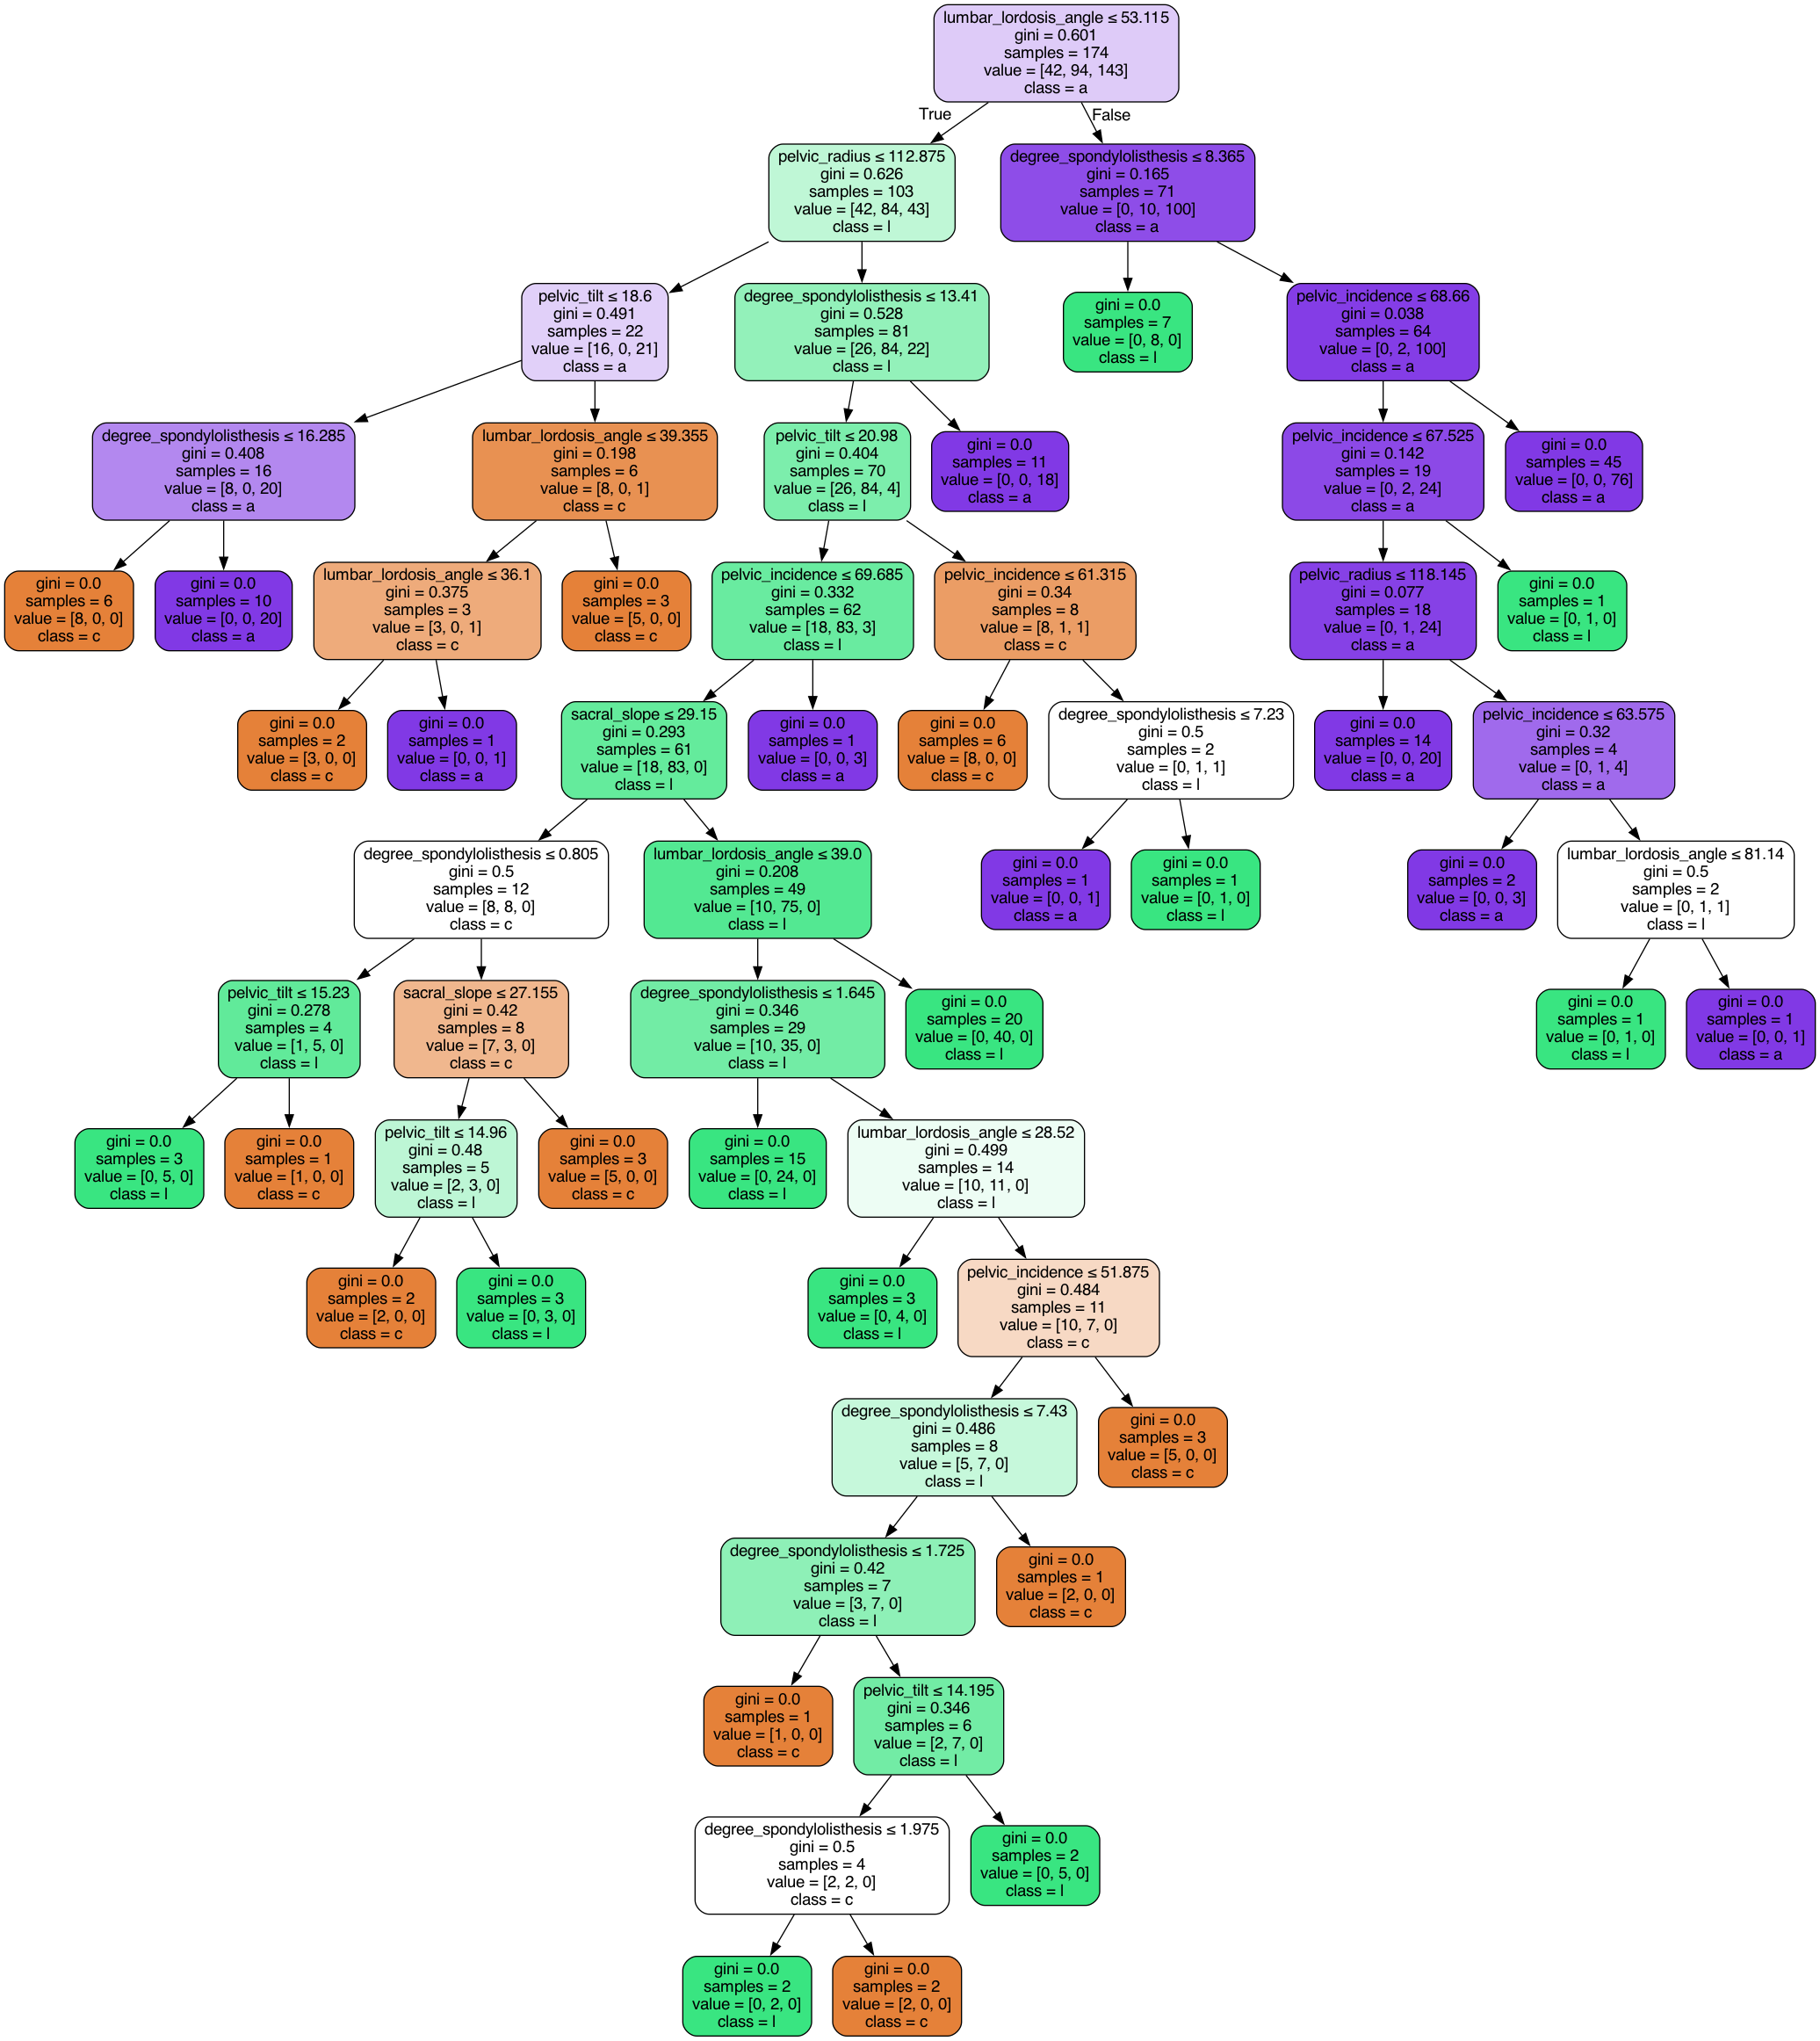 lumbar_lordosis_angle ≤ 53.115
gini = 0.601
samples = 174
value = [42, 94, 143]
class = a
True
False
pelvic_radius ≤ 112.875
gini = 0.626
samples = 103
value = [42, 84, 43]
class = l
degree_spondylolisthesis ≤ 8.365
gini = 0.165
samples = 71
value = [0, 10, 100]
class = a
pelvic_tilt ≤ 18.6
gini = 0.491
samples = 22
value = [16, 0, 21]
class = a
degree_spondylolisthesis ≤ 13.41
gini = 0.528
samples = 81
value = [26, 84, 22]
class = l
gini = 0.0
samples = 7
value = [0, 8, 0]
class = l
pelvic_incidence ≤ 68.66
gini = 0.038
samples = 64
value = [0, 2, 100]
class = a
degree_spondylolisthesis ≤ 16.285
gini = 0.408
samples = 16
value = [8, 0, 20]
class = a
lumbar_lordosis_angle ≤ 39.355
gini = 0.198
samples = 6
value = [8, 0, 1]
class = c
pelvic_tilt ≤ 20.98
gini = 0.404
samples = 70
value = [26, 84, 4]
class = l
gini = 0.0
samples = 11
value = [0, 0, 18]
class = a
pelvic_incidence ≤ 67.525
gini = 0.142
samples = 19
value = [0, 2, 24]
class = a
gini = 0.0
samples = 45
value = [0, 0, 76]
class = a
gini = 0.0
samples = 6
value = [8, 0, 0]
class = c
gini = 0.0
samples = 10
value = [0, 0, 20]
class = a
lumbar_lordosis_angle ≤ 36.1
gini = 0.375
samples = 3
value = [3, 0, 1]
class = c
gini = 0.0
samples = 3
value = [5, 0, 0]
class = c
pelvic_incidence ≤ 69.685
gini = 0.332
samples = 62
value = [18, 83, 3]
class = l
pelvic_incidence ≤ 61.315
gini = 0.34
samples = 8
value = [8, 1, 1]
class = c
pelvic_radius ≤ 118.145
gini = 0.077
samples = 18
value = [0, 1, 24]
class = a
gini = 0.0
samples = 1
value = [0, 1, 0]
class = l
gini = 0.0
samples = 2
value = [3, 0, 0]
class = c
gini = 0.0
samples = 1
value = [0, 0, 1]
class = a
sacral_slope ≤ 29.15
gini = 0.293
samples = 61
value = [18, 83, 0]
class = l
gini = 0.0
samples = 1
value = [0, 0, 3]
class = a
gini = 0.0
samples = 6
value = [8, 0, 0]
class = c
degree_spondylolisthesis ≤ 7.23
gini = 0.5
samples = 2
value = [0, 1, 1]
class = l
gini = 0.0
samples = 14
value = [0, 0, 20]
class = a
pelvic_incidence ≤ 63.575
gini = 0.32
samples = 4
value = [0, 1, 4]
class = a
degree_spondylolisthesis ≤ 0.805
gini = 0.5
samples = 12
value = [8, 8, 0]
class = c
lumbar_lordosis_angle ≤ 39.0
gini = 0.208
samples = 49
value = [10, 75, 0]
class = l
gini = 0.0
samples = 1
value = [0, 0, 1]
class = a
gini = 0.0
samples = 1
value = [0, 1, 0]
class = l
gini = 0.0
samples = 2
value = [0, 0, 3]
class = a
lumbar_lordosis_angle ≤ 81.14
gini = 0.5
samples = 2
value = [0, 1, 1]
class = l
pelvic_tilt ≤ 15.23
gini = 0.278
samples = 4
value = [1, 5, 0]
class = l
sacral_slope ≤ 27.155
gini = 0.42
samples = 8
value = [7, 3, 0]
class = c
degree_spondylolisthesis ≤ 1.645
gini = 0.346
samples = 29
value = [10, 35, 0]
class = l
gini = 0.0
samples = 20
value = [0, 40, 0]
class = l
gini = 0.0
samples = 1
value = [0, 1, 0]
class = l
gini = 0.0
samples = 1
value = [0, 0, 1]
class = a
gini = 0.0
samples = 3
value = [0, 5, 0]
class = l
gini = 0.0
samples = 1
value = [1, 0, 0]
class = c
pelvic_tilt ≤ 14.96
gini = 0.48
samples = 5
value = [2, 3, 0]
class = l
gini = 0.0
samples = 3
value = [5, 0, 0]
class = c
gini = 0.0
samples = 15
value = [0, 24, 0]
class = l
lumbar_lordosis_angle ≤ 28.52
gini = 0.499
samples = 14
value = [10, 11, 0]
class = l
gini = 0.0
samples = 2
value = [2, 0, 0]
class = c
gini = 0.0
samples = 3
value = [0, 3, 0]
class = l
gini = 0.0
samples = 3
value = [0, 4, 0]
class = l
pelvic_incidence ≤ 51.875
gini = 0.484
samples = 11
value = [10, 7, 0]
class = c
degree_spondylolisthesis ≤ 7.43
gini = 0.486
samples = 8
value = [5, 7, 0]
class = l
gini = 0.0
samples = 3
value = [5, 0, 0]
class = c
degree_spondylolisthesis ≤ 1.725
gini = 0.42
samples = 7
value = [3, 7, 0]
class = l
gini = 0.0
samples = 1
value = [2, 0, 0]
class = c
gini = 0.0
samples = 1
value = [1, 0, 0]
class = c
pelvic_tilt ≤ 14.195
gini = 0.346
samples = 6
value = [2, 7, 0]
class = l
degree_spondylolisthesis ≤ 1.975
gini = 0.5
samples = 4
value = [2, 2, 0]
class = c
gini = 0.0
samples = 2
value = [0, 5, 0]
class = l
gini = 0.0
samples = 2
value = [0, 2, 0]
class = l
gini = 0.0
samples = 2
value = [2, 0, 0]
class = c